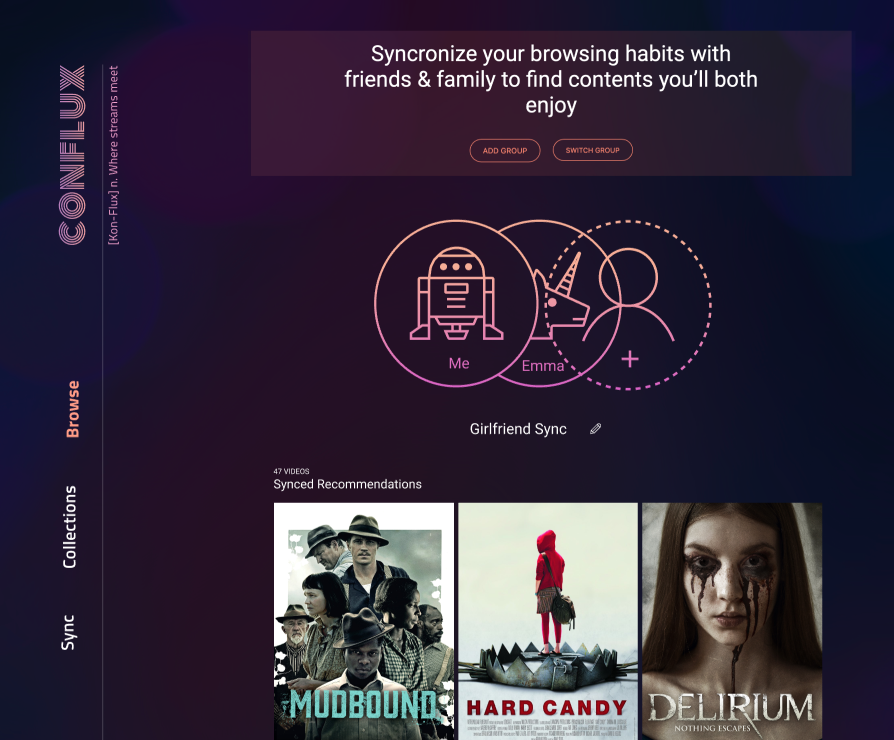 Syncronize your browsing habits with
friends & family to find contents you'll both
enjoy
ADD GROUP
SWITCH GROUP
CONFLUX
[Kon-Flux] n. Where streams meet
Browse
Collections
Sync
Me
Emma
+
Girlfriend Sync
47 VIDEOS
Synced Recommendations
MUDBOUND
HARD CANDY
DELIRIUM
NOTHING ESCAPES